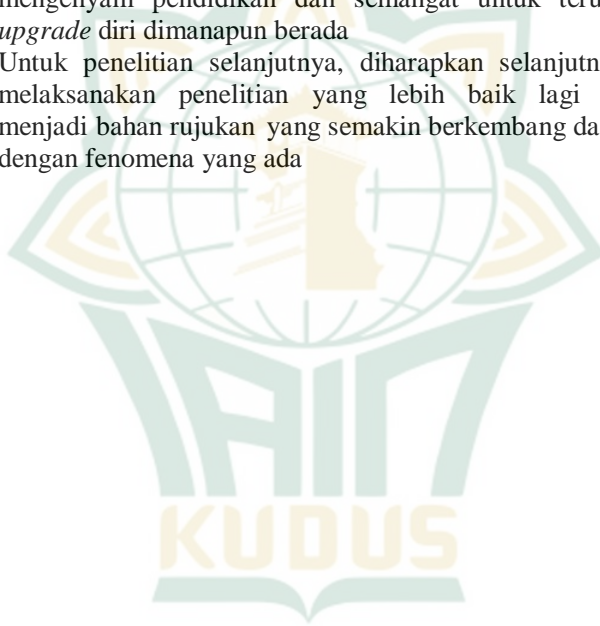 mengenyam pendidikan dan semangat untuk teru
upgrade diri dimanapun berada
Untuk penelitian selanjutnya, diharapkan selanjutn
melaksanakan penelitian yang lebih baik lagi
menjadi bahan rujukan yang semakin berkembang da
dengan fenomena yang ada
IAIN
KUDUS